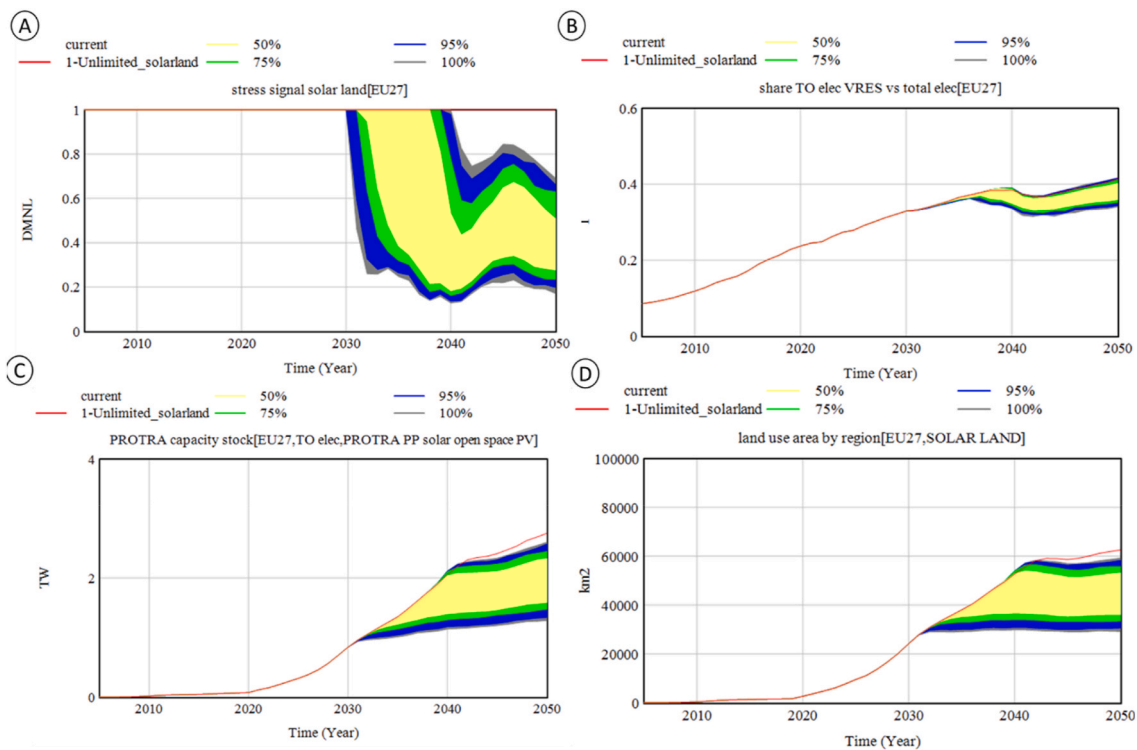 A
current 50% 95%
1-Unlimited_solarland 75% 100%
stress signal solar land[EU27]
1
0.8
0.6
0.4
0.2
0
DMNL
2010 2020 2030 2040 2050
Time (Year)
B
current 50% 95%
1-Unlimited_solarland 75% 100%
share TO elec VRES vs total elec[EU27]
0.6
0.4
0.2
0
1
2010 2020 2030 2040 2050
Time (Year)
C
current 50% 95%
1-Unlimited_solarland 75% 100%
PROTRA capacity stock[EU27,TO elec,PROTRA PP solar open space PV]
4
2
0
TW
2010 2020 2030 2040 2050
Time (Year)
D
current 50% 95%
1-Unlimited_solarland 75% 100%
land use area by region[EU27,SOLAR LAND]
100000
80000
60000
40000
20000
0
km2
2010 2020 2030 2040 2050
Time (Year)